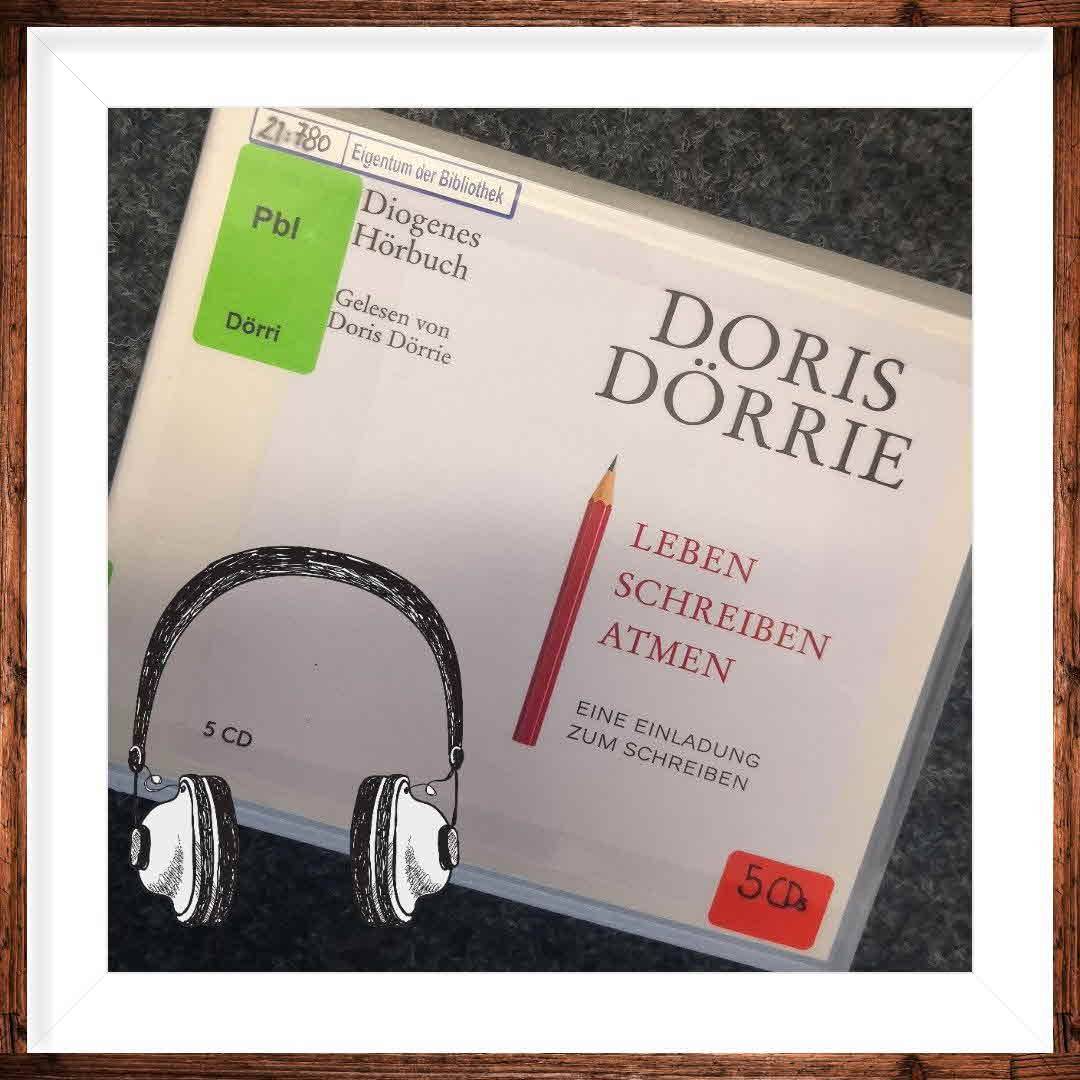 21.780
Eigentum der Bibliothek
Pbl
Dörri
Diogenes
Hörbuch
Gelesen von
Doris Dörrie
DORIS
DÖRRIE
LEBEN
SCHREIBEN
ATMEN
EINE EINLADUNG
ZUM SCHREIBEN
5 CD
5 CDs